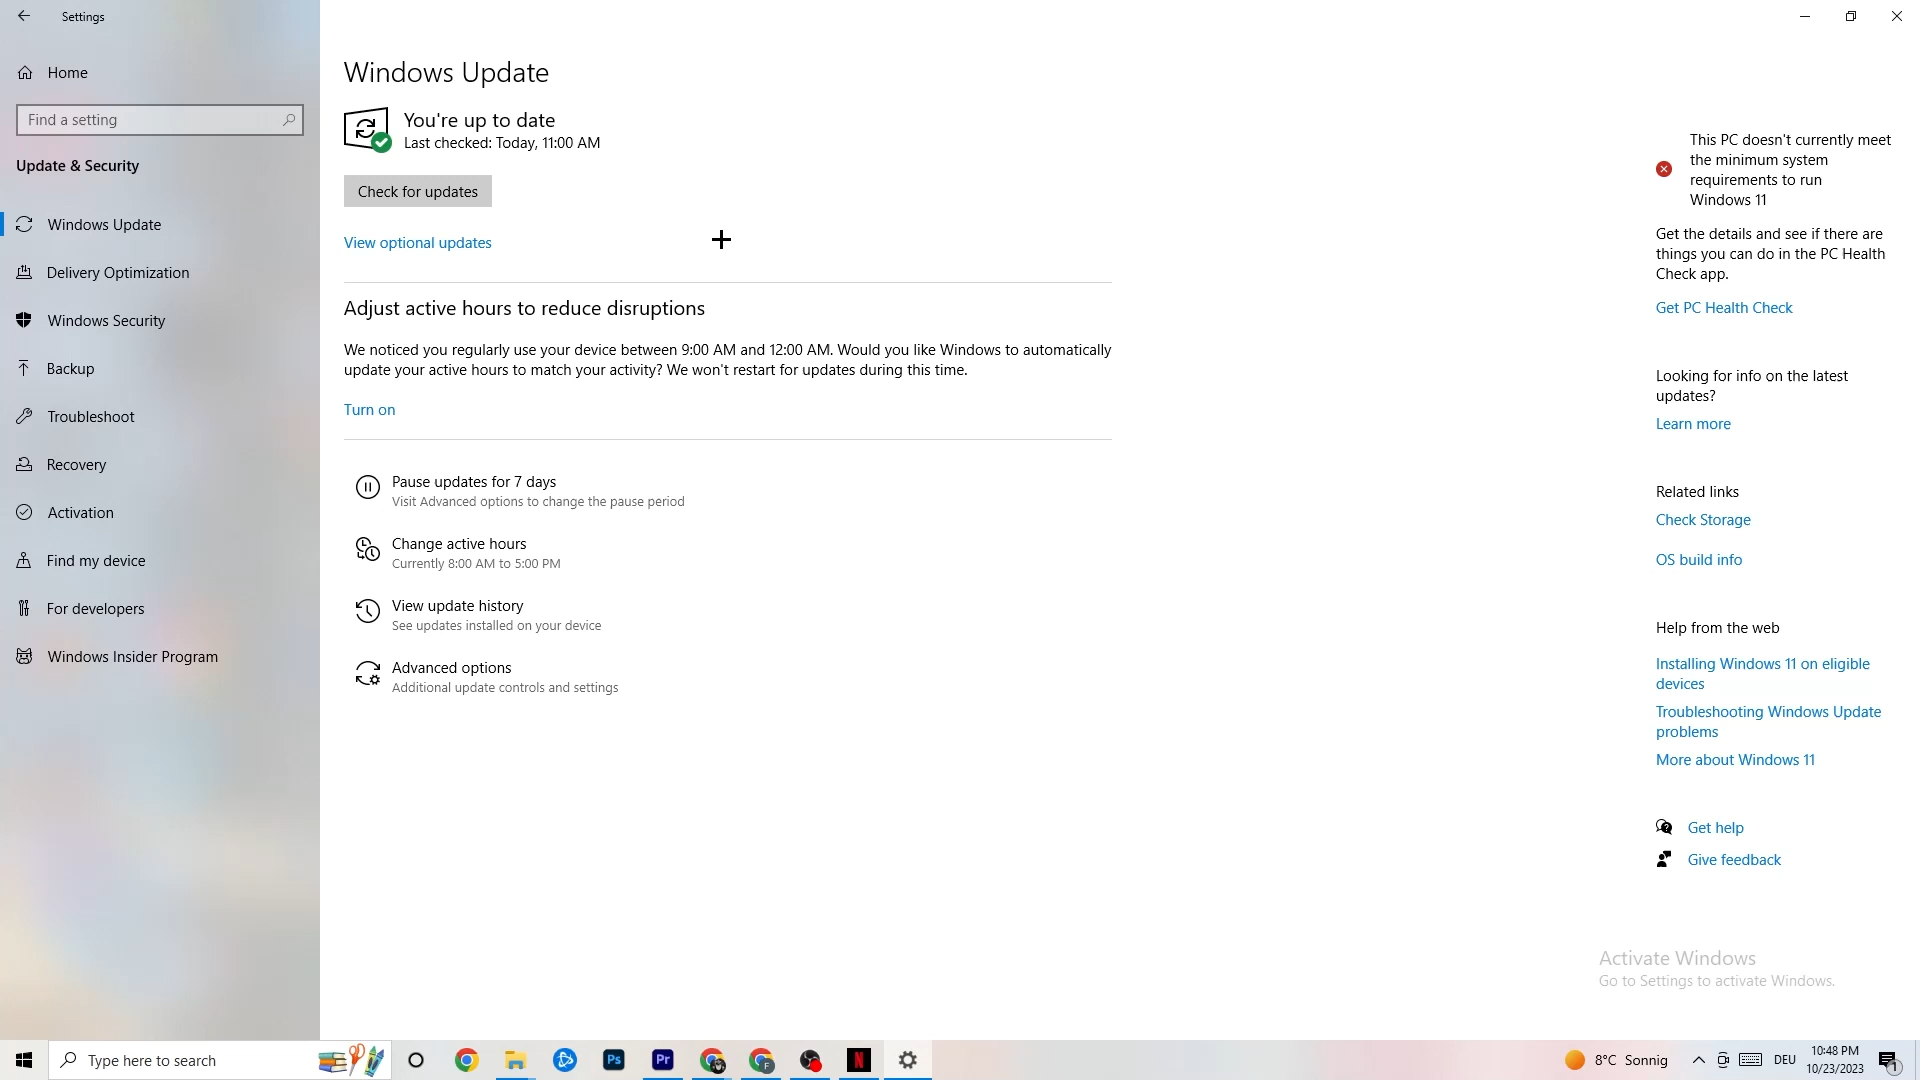 Settings
Home
Find a setting
Update & Security
Windows Update
Delivery Optimization
Windows Security
Backup
Troubleshoot
Recovery
Activation
Find my device
For developers
Windows Insider Program
Windows Update
You're up to date
Last checked: Today, 11:00 AM
Check for updates
View optional updates
Adjust active hours to reduce disruptions
We noticed you regularly use your device between 9:00 AM and 12:00 AM. Would you like Windows to automatically
update your active hours to match your activity? We won't restart for updates during this time.
Turn on
Pause updates for 7 days
Visit Advanced options to change the pause period
Change active hours
Currently 8:00 AM to 5:00 PM
View update history
See updates installed on your device
Advanced options
Additional update controls and settings
This PC doesn't currently meet
the minimum system
requirements to run
Windows 11
Get the details and see if there are
things you can do in the PC Health
Check app.
Get PC Health Check
Looking for info on the latest
updates?
Learn more
Related links
Check Storage
OS build info
Help from the web
Installing Windows 11 on eligible
devices
Troubleshooting Windows Update
problems
More about Windows 11
Get help
Give feedback
Activate Windows
Go to Settings to activate Windows.
Type here to search
Ps
Pr
F
N
8°C Sonnig
DEU
10:48 PM
10/23/2023
1